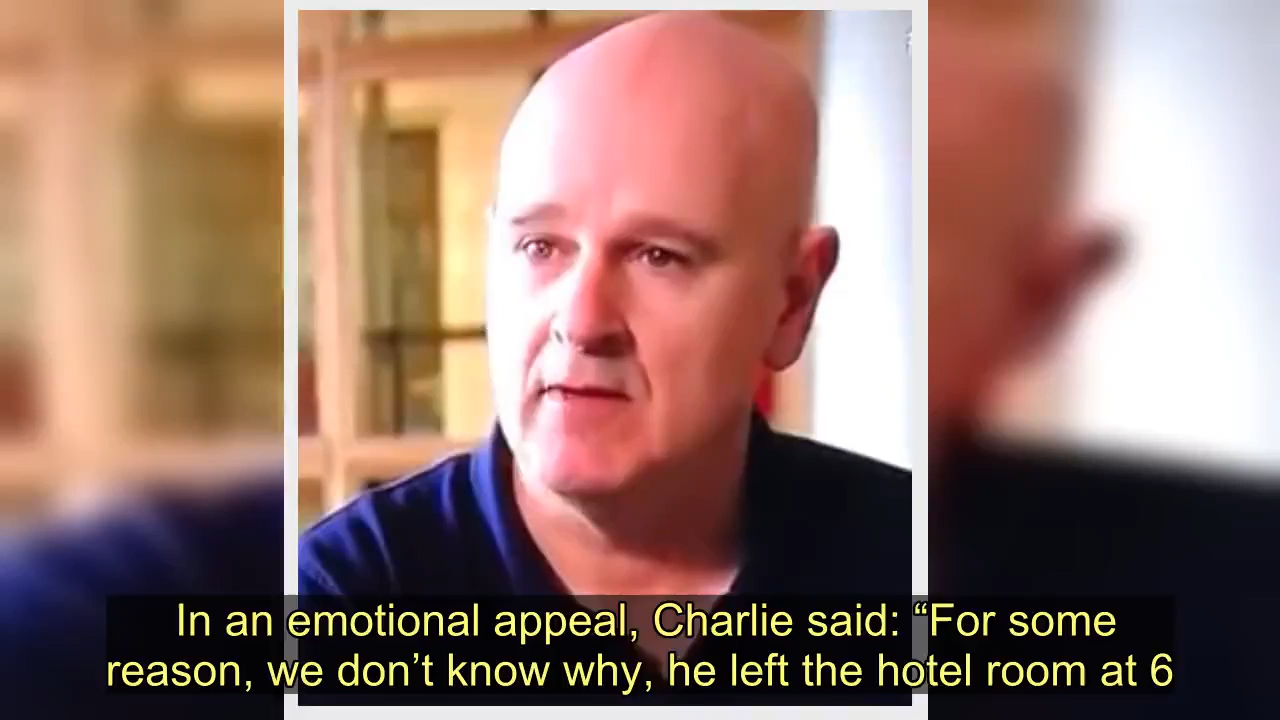 In an emotional appeal, Charlie said: “For some
reason, we don’t know why, he left the hotel room at 6